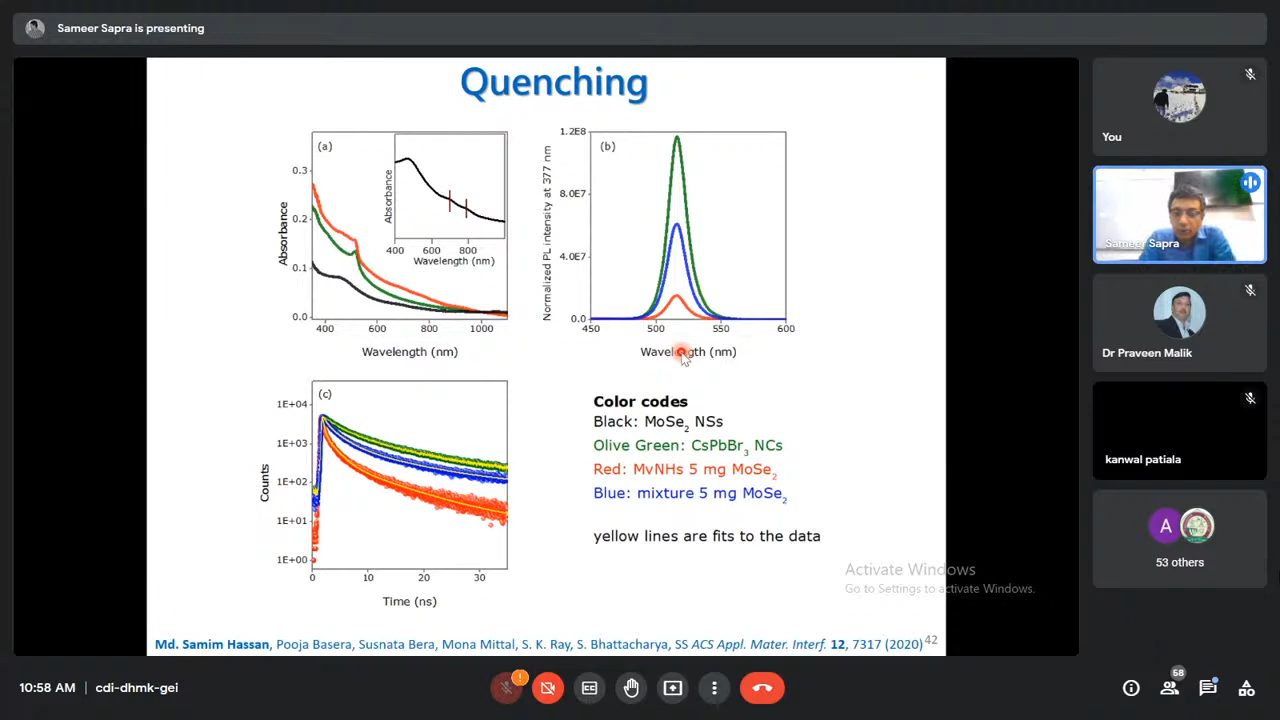 Sameer Sapra is presenting
Quenching
(a)
0.3
0.2
0.1
0.0
Absorbance
400 600 800 1000
Wavelength (nm)
Absorbance
400 600 800
Wavelength (nm)
(b)
1.2E8
8.0E7
4.0E7
0.0
Normalized PL intensity at 377 nm
450 500 550 600
Wavelength (nm)
(c)
1E+04
1E+03
1E+02
1E+01
1E+00
Counts
0 10 20 30
Time (ns)
Color codes
Black: MoSe2 NSs
Olive Green: CsPbBr3 NCs
Red: MvNHs 5 mg MoSe2
Blue: mixture 5 mg MoSe2
yellow lines are fits to the data
Activate Windows
Go to Settings to activate Windows.
Md. Samim Hassan, Pooja Basera, Susnata Bera, Mona Mittal, S. K. Ray, S. Bhattacharya, SS ACS Appl. Mater. Interf. 12, 7317 (2020) 42
You
Sameer Sapra
Dr Praveen Malik
kanwal patiala
A
53 others
10:58 AM | cdi-dhmk-gei
58